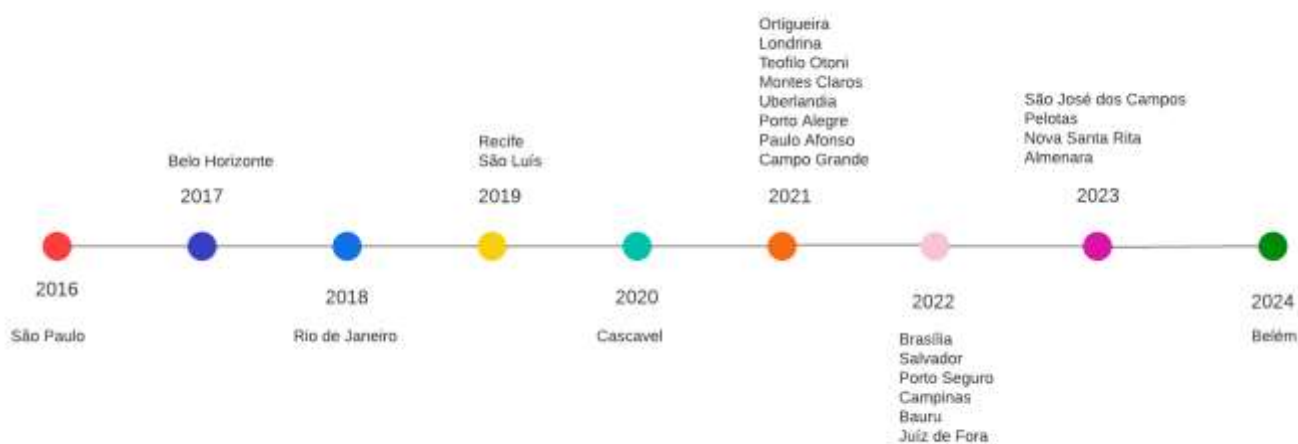 2016
São Paulo
Belo Horizonte
2017
2018
Rio de Janeiro
Recife
São Luís
2019
2020
Cascavel
Ortigueira
Londrina
Teofilo Otoni
Montes Claros
Uberlandia
Porto Alegre
Paulo Afonso
Campo Grande
2021
2022
Brasília
Salvador
Porto Seguro
Campinas
Bauru
Juíz de Fora
São José dos Campos
Pelotas
Nova Santa Rita
Almenara
2023
2024
Belém